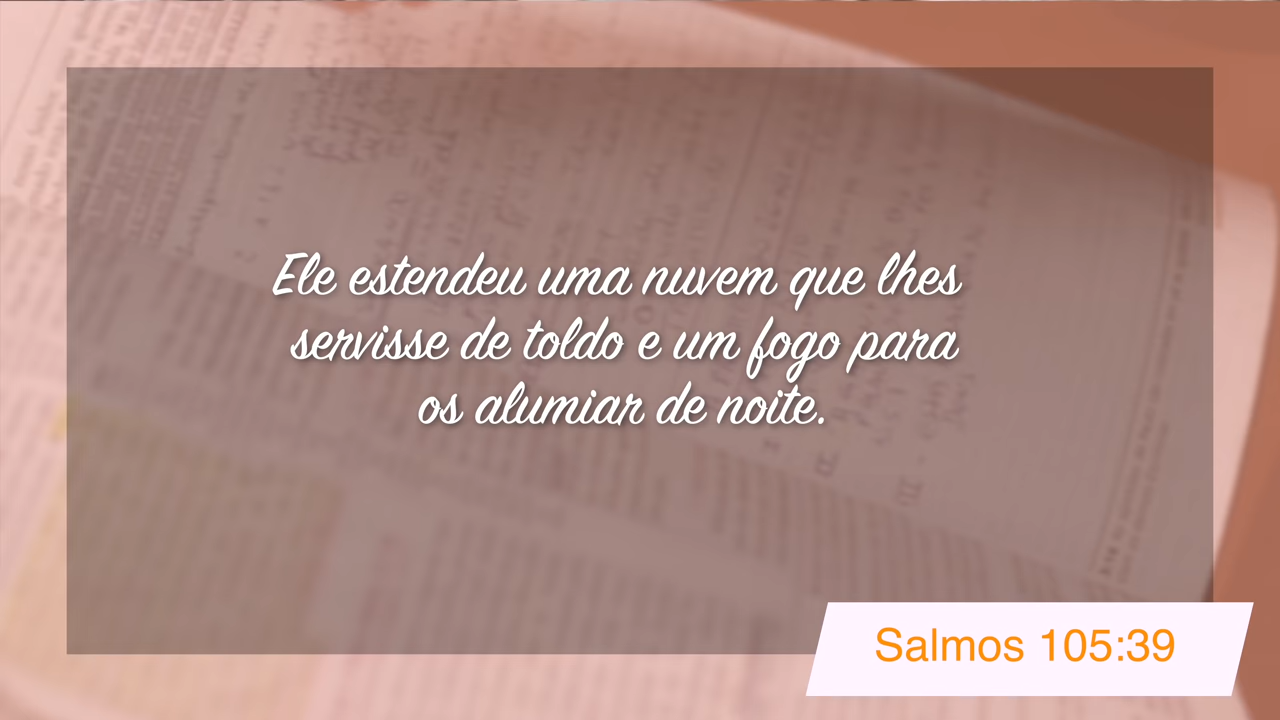 Ele estendeu uma nuvem que lhes
servisse de toldo e um fogo para
os alumiar de noite.
Salmos 105:39